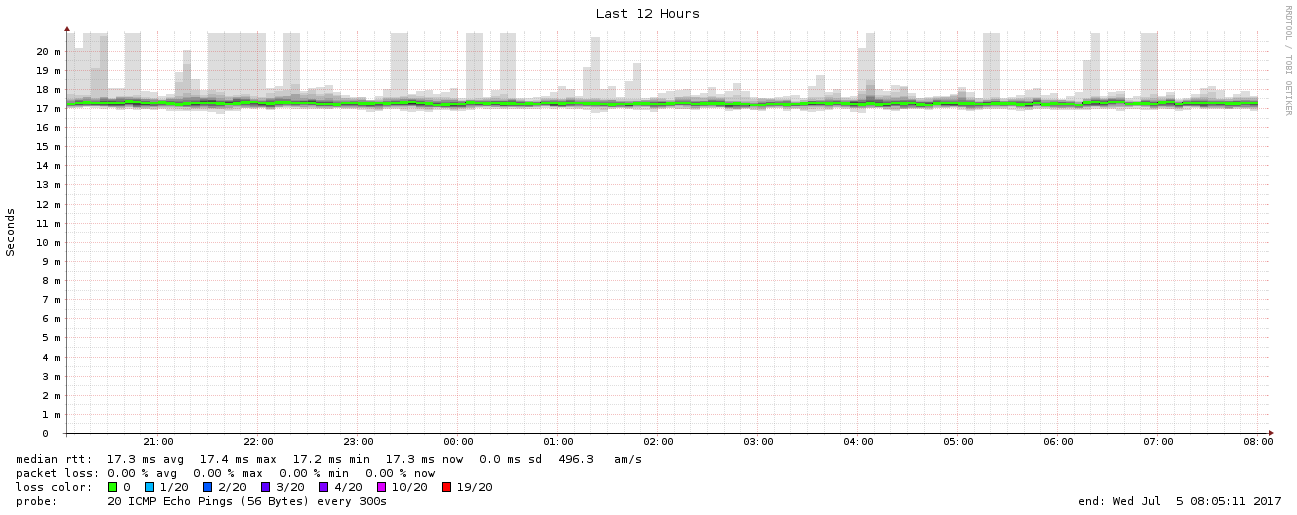 Last 12 Hours
RRDTOOL / TOBI OETIKER
Seconds
20 m
19 m
18 m
17 m
16 m
15 m
14 m
13 m
12 m
11 m
10 m
9 m
8 m
7 m
6 m
5 m
4 m
3 m
2 m
1 m
0
21:00 22:00 23:00 00:00 01:00 02:00 03:00 04:00 05:00 06:00 07:00 08:00
median rtt: 17.3 ms avg 17.4 ms max 17.2 ms min 17.3 ms now 0.0 ms sd 496.3 am/s
packet loss: 0.00 % avg 0.00 % max 0.00 % min 0.00 % now
loss color: 0 1/20 2/20 3/20 4/20 10/20 19/20
probe: 20 ICMP Echo Pings (56 Bytes) every 300s end: Wed Jul 5 08:05:11 2017